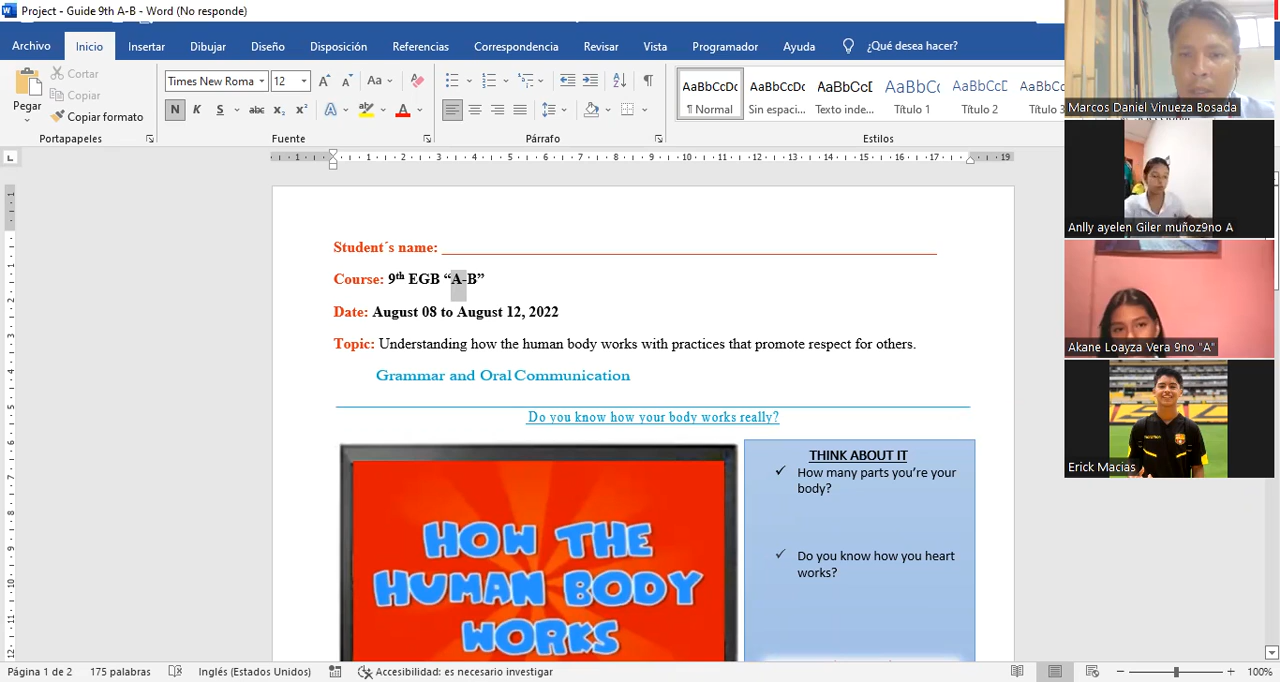 Project - Guide 9th A-B - Word (No responde)
Archivo Inicio Insertar Dibujar Diseño Disposición Referencias Correspondencia Revisar Vista Programador Ayuda ¿Qué desea hacer?
Pegar
Cortar
Copiar
Copiar formato
Portapapeles
Times New Roma 12
Fuente
Párrafo
AaBbCcDc AaBbCcDc AaBbCcD AaBbC( AaBbCcD AaBbC
¶ Normal Sin espaci... Texto inde... Título 1 Título 2 Título 3
Estilos
Marcos Daniel Vinueza Bosada
Anlly ayelen Giler muñoz9no A
Akane Loayza Vera 9no "A"
Erick Macias
Student´s name:
Course: 9th EGB “A-B”
Date: August 08 to August 12, 2022
Topic: Understanding how the human body works with practices that promote respect for others.
Grammar and Oral Communication
Do you know how your body works really?
HOW THE
HUMAN BODY
WORKS
THINK ABOUT IT
✓ How many parts you’re your
body?
✓ Do you know how you heart
works?
Página 1 de 2 175 palabras Inglés (Estados Unidos) Accesibilidad: es necesario investigar 100%